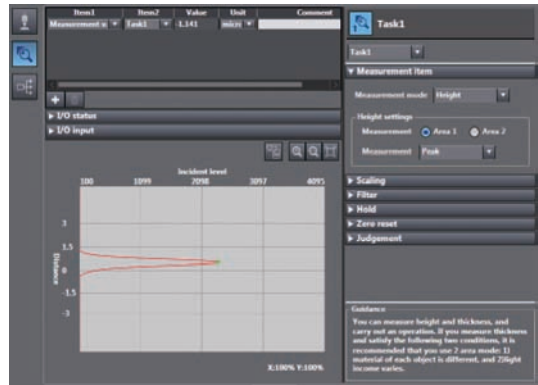 Item1 Item2 Value Unit Comment
Measurement n Task1 -1.141 micro
I/O status
I/O input
Incident level
100 1099 2098 3097 4095
3
1.5
0
-1.5
-3
Distance
X:100% Y:100%
Task1
Task1
Measurement item
Measurement mode Height
Height settings
Measurement Area 1 Area 2
Measurement Peak
Scaling
Filter
Hold
Zero reset
Judgement
Guidance
You can measure height and thickness, and
carry out an operation. If you measure thickness
and satisfy the following two conditions, it is
recommended that you use 2 area mode: 1)
material of each object is different, and 2)light
income varies.